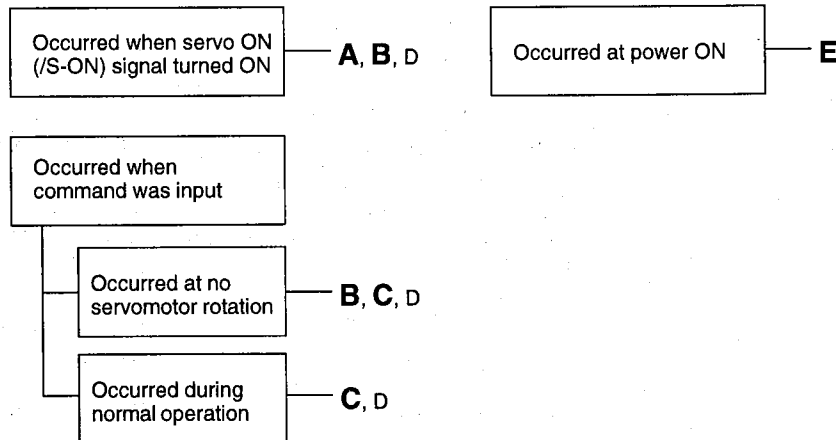 Occurred when servo ON
(/S-ON) signal turned ON
A, B, D
Occurred at power ON
E
Occurred when
command was input
Occurred at no
servomotor rotation
B, C, D
Occurred during
normal operation
C, D